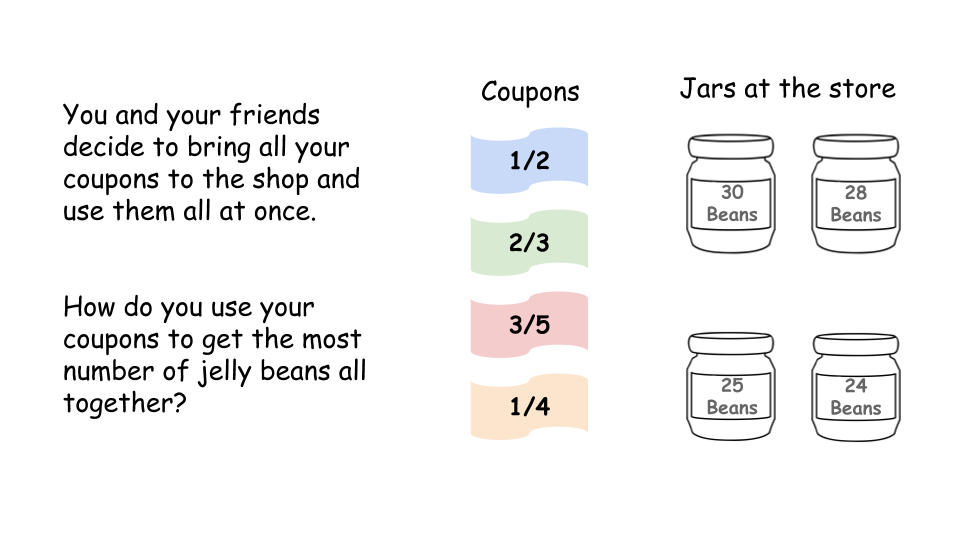 You and your friends
decide to bring all your
coupons to the shop and
use them all at once.
How do you use your
coupons to get the most
number of jelly beans all
together?
Coupons
1/2
2/3
3/5
1/4
Jars at the store
30
Beans
28
Beans
25
Beans
24
Beans